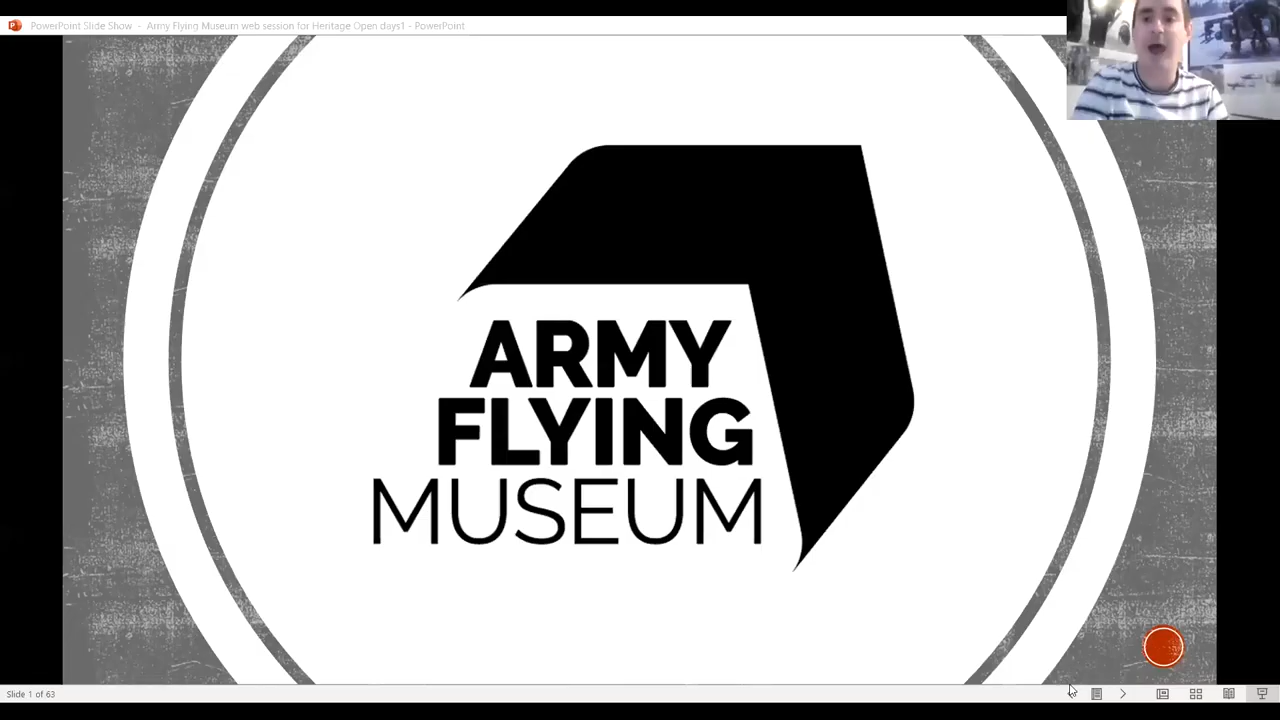 PowerPoint Slide Show - Army Flying Museum web session for Heritage Open days1 - PowerPoint
ARMY
FLYING
MUSEUM
Slide 1 of 63